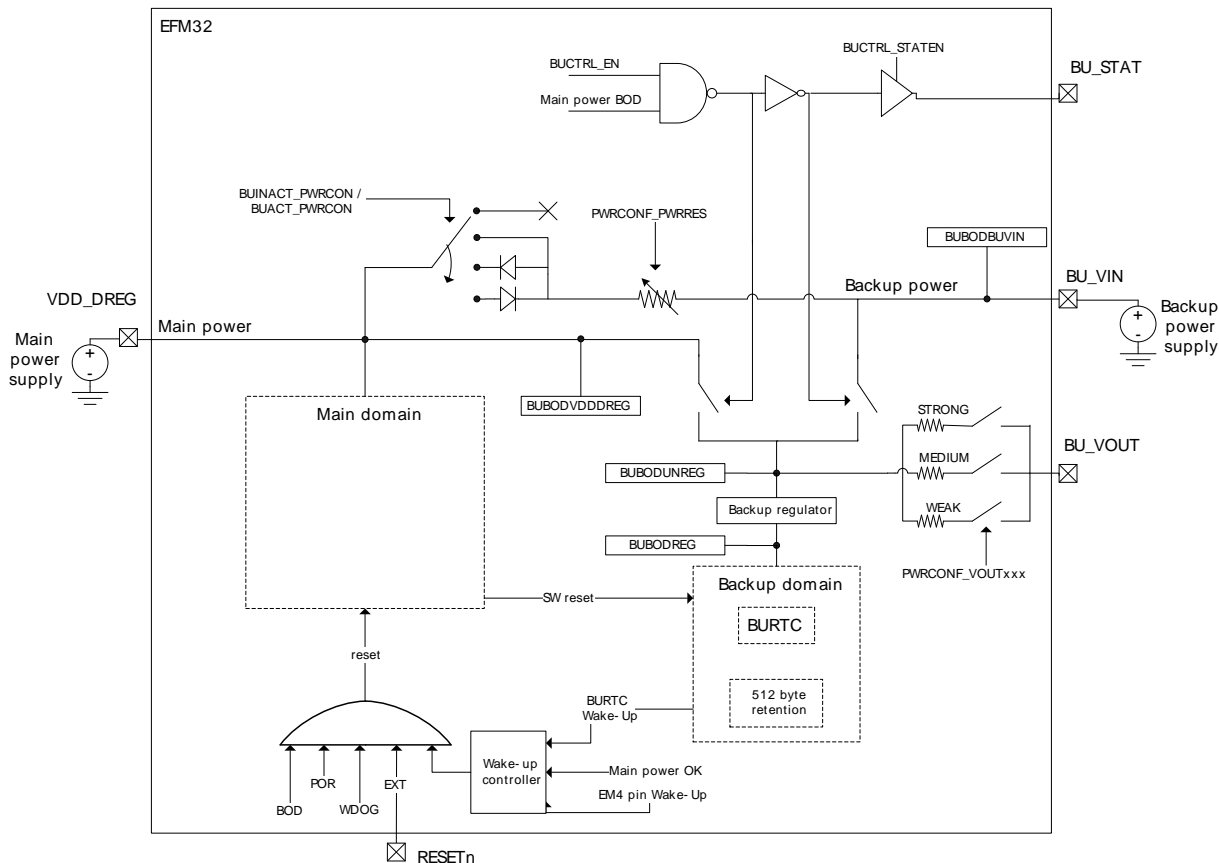 EFM32
BUCTRL_STATEN
BU_STAT
BUCTRL_EN
Main power BOD
BUINACT_PWRCON /
BUACT_PWRCON
PWRCONF_PWRRES
BUBODBUVIN
VDD_DREG
Main power
Backup power
BU_VIN
Main
power
supply
+
-
+
-
Backup
power
supply
Main domain
BUBODVDDDREG
STRONG
MEDIUM
WEAK
BU_VOUT
BUBODUNREG
Backup regulator
BUBODREG
PWRCONF_VOUTxxx
Backup domain
SW reset
BURTC
512 byte
retention
reset
BURTC
Wake-Up
Wake-up
controller
Main power OK
EM4 pin Wake-Up
BOD
POR
WDOG
EXT
RESETn